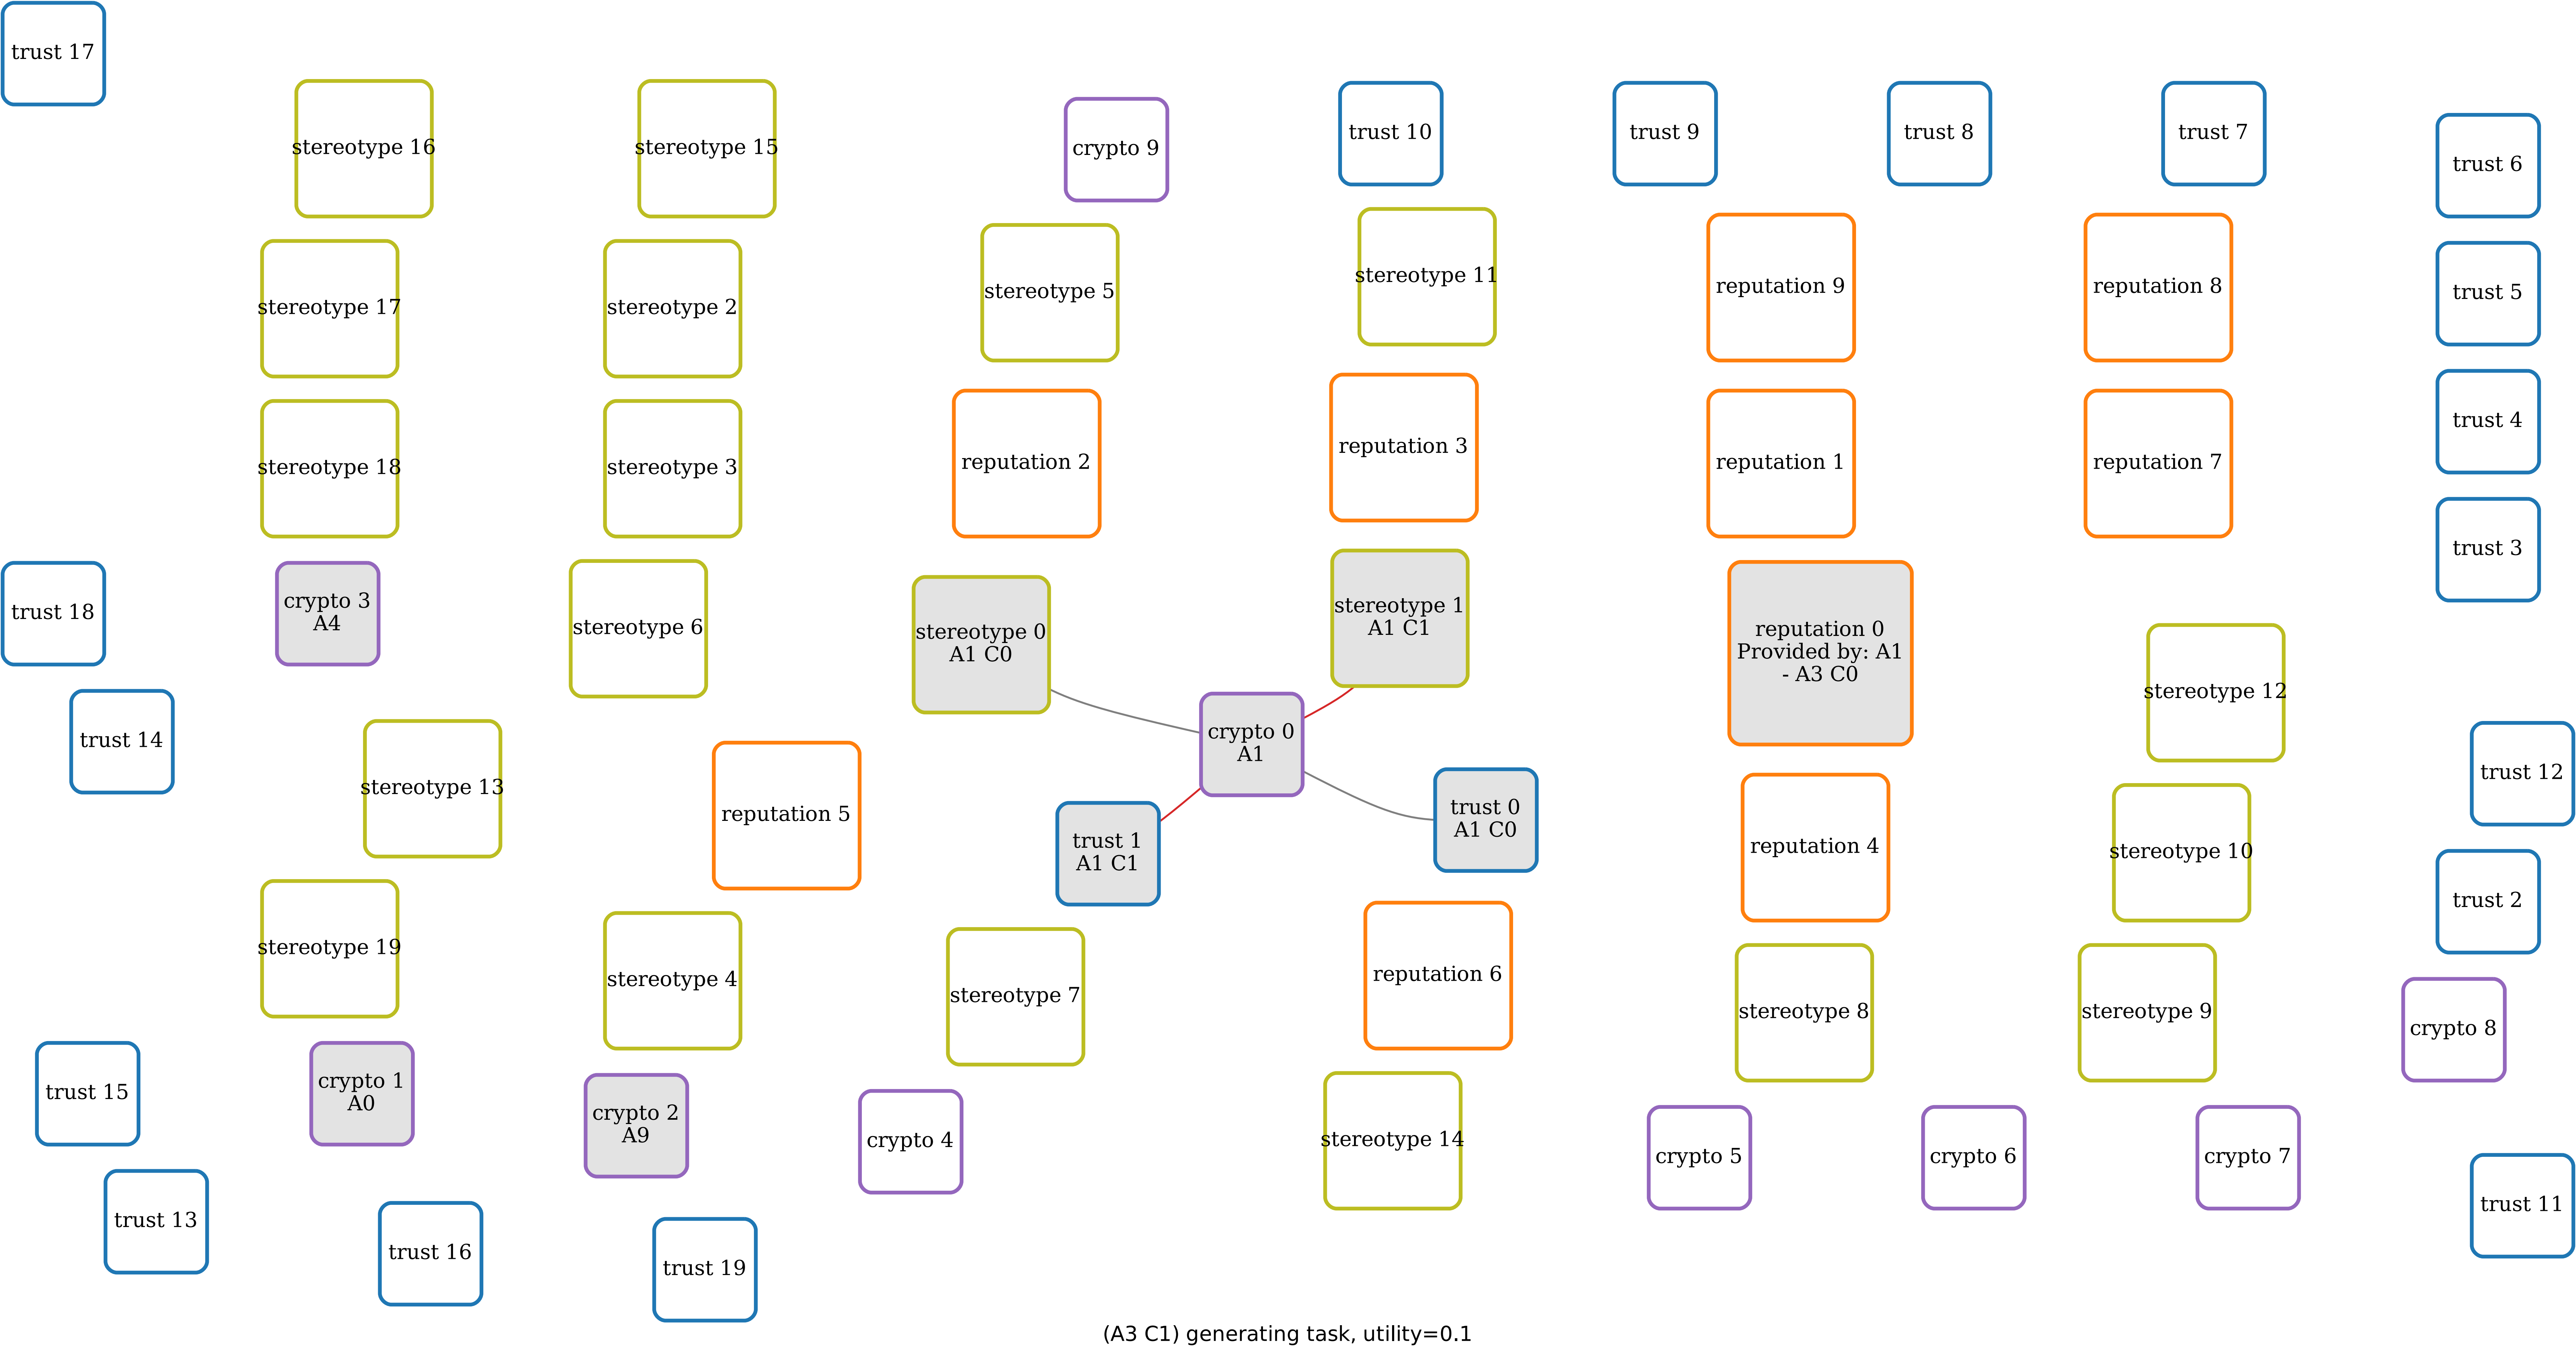 trust 17
stereotype 16
stereotype 15
crypto 9
trust 10
trust 9
trust 8
trust 7
trust 6
stereotype 17
stereotype 2
stereotype 5
stereotype 11
reputation 9
reputation 8
trust 5
stereotype 18
stereotype 3
reputation 2
reputation 3
reputation 1
reputation 7
trust 4
trust 3
trust 18
crypto 3
A4
stereotype 6
stereotype 0
A1 C0
stereotype 1
A1 C1
reputation 0
Provided by: A1
- A3 C0
stereotype 12
trust 14
stereotype 13
reputation 5
crypto 0
A1
trust 1
A1 C1
trust 0
A1 C0
reputation 4
stereotype 10
trust 12
trust 2
stereotype 19
stereotype 4
stereotype 7
reputation 6
stereotype 8
stereotype 9
crypto 8
trust 15
crypto 1
A0
crypto 2
A9
crypto 4
stereotype 14
crypto 5
crypto 6
crypto 7
trust 11
trust 13
trust 16
trust 19
(A3 C1) generating task, utility=0.1